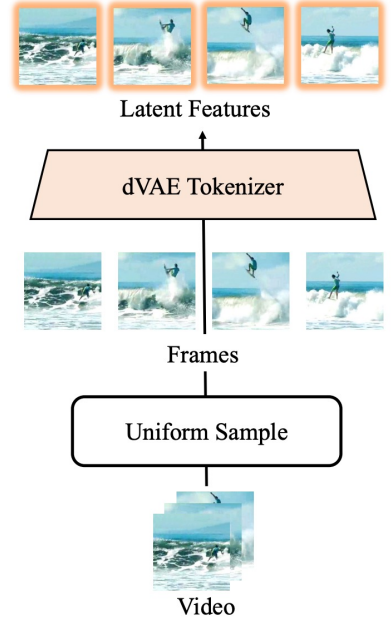 Latent Features
dVAE Tokenizer
Frames
Uniform Sample
Video